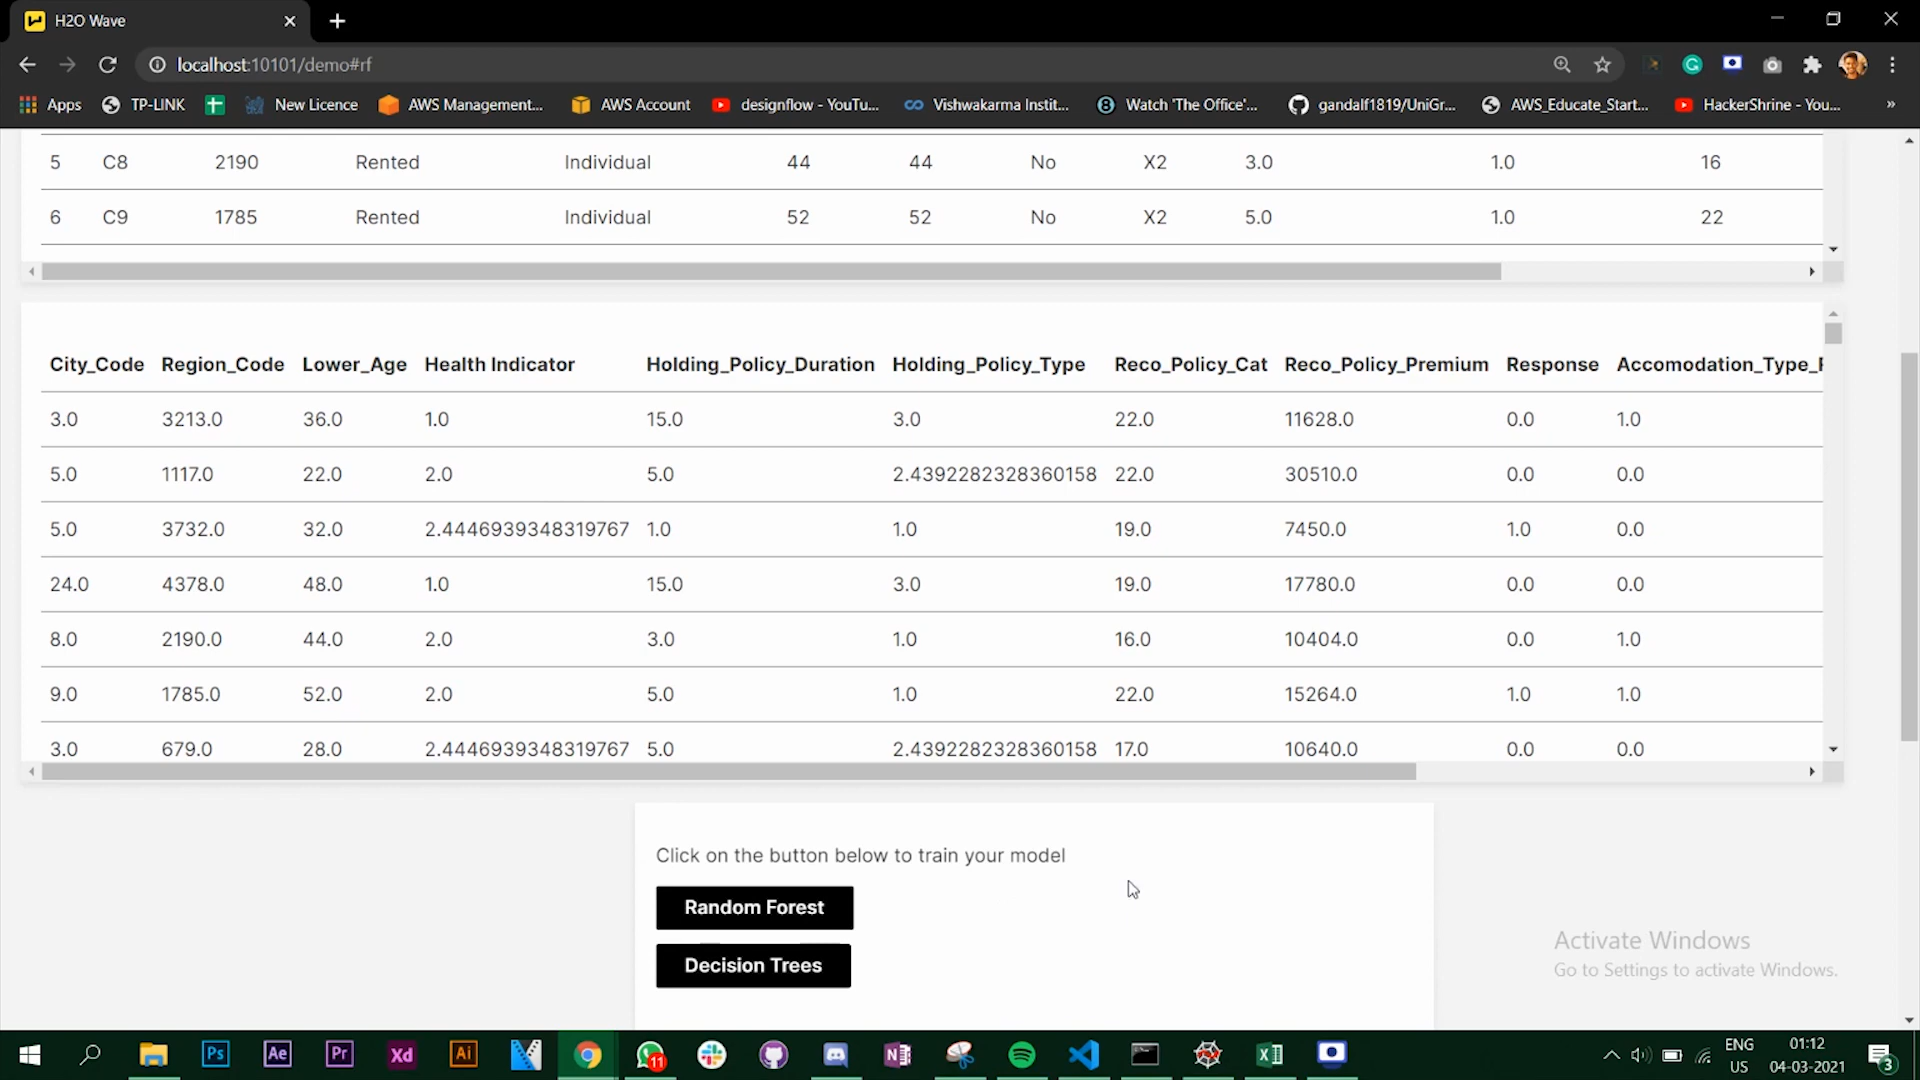 H2O Wave
localhost:10101/demo#rf
Apps TP-LINK New Licence AWS Management... AWS Account designflow - YouTu... Vishwakarma Instit... Watch 'The Office'... gandalf1819/UniGr... AWS_Educate_Start... HackerShrine - You... »
5 C8 2190 Rented Individual 44 44 No X2 3.0 1.0 16
6 C9 1785 Rented Individual 52 52 No X2 5.0 1.0 22
City_Code Region_Code Lower_Age Health Indicator Holding_Policy_Duration Holding_Policy_Type Reco_Policy_Cat Reco_Policy_Premium Response Accomodation_Type_
3.0 3213.0 36.0 1.0 15.0 3.0 22.0 11628.0 0.0 1.0
5.0 1117.0 22.0 2.0 5.0 2.4392282328360158 22.0 30510.0 0.0 0.0
5.0 3732.0 32.0 2.4446939348319767 1.0 1.0 19.0 7450.0 1.0 0.0
24.0 4378.0 48.0 1.0 15.0 3.0 19.0 17780.0 0.0 0.0
8.0 2190.0 44.0 2.0 3.0 1.0 16.0 10404.0 0.0 1.0
9.0 1785.0 52.0 2.0 5.0 1.0 22.0 15264.0 1.0 1.0
3.0 679.0 28.0 2.4446939348319767 5.0 2.4392282328360158 17.0 10640.0 0.0 0.0
Click on the button below to train your model
Random Forest
Decision Trees
Activate Windows
Go to Settings to activate Windows.
Ps Ae Pr Xd Ai 11 ENG 01:12
US 04-03-2021 3